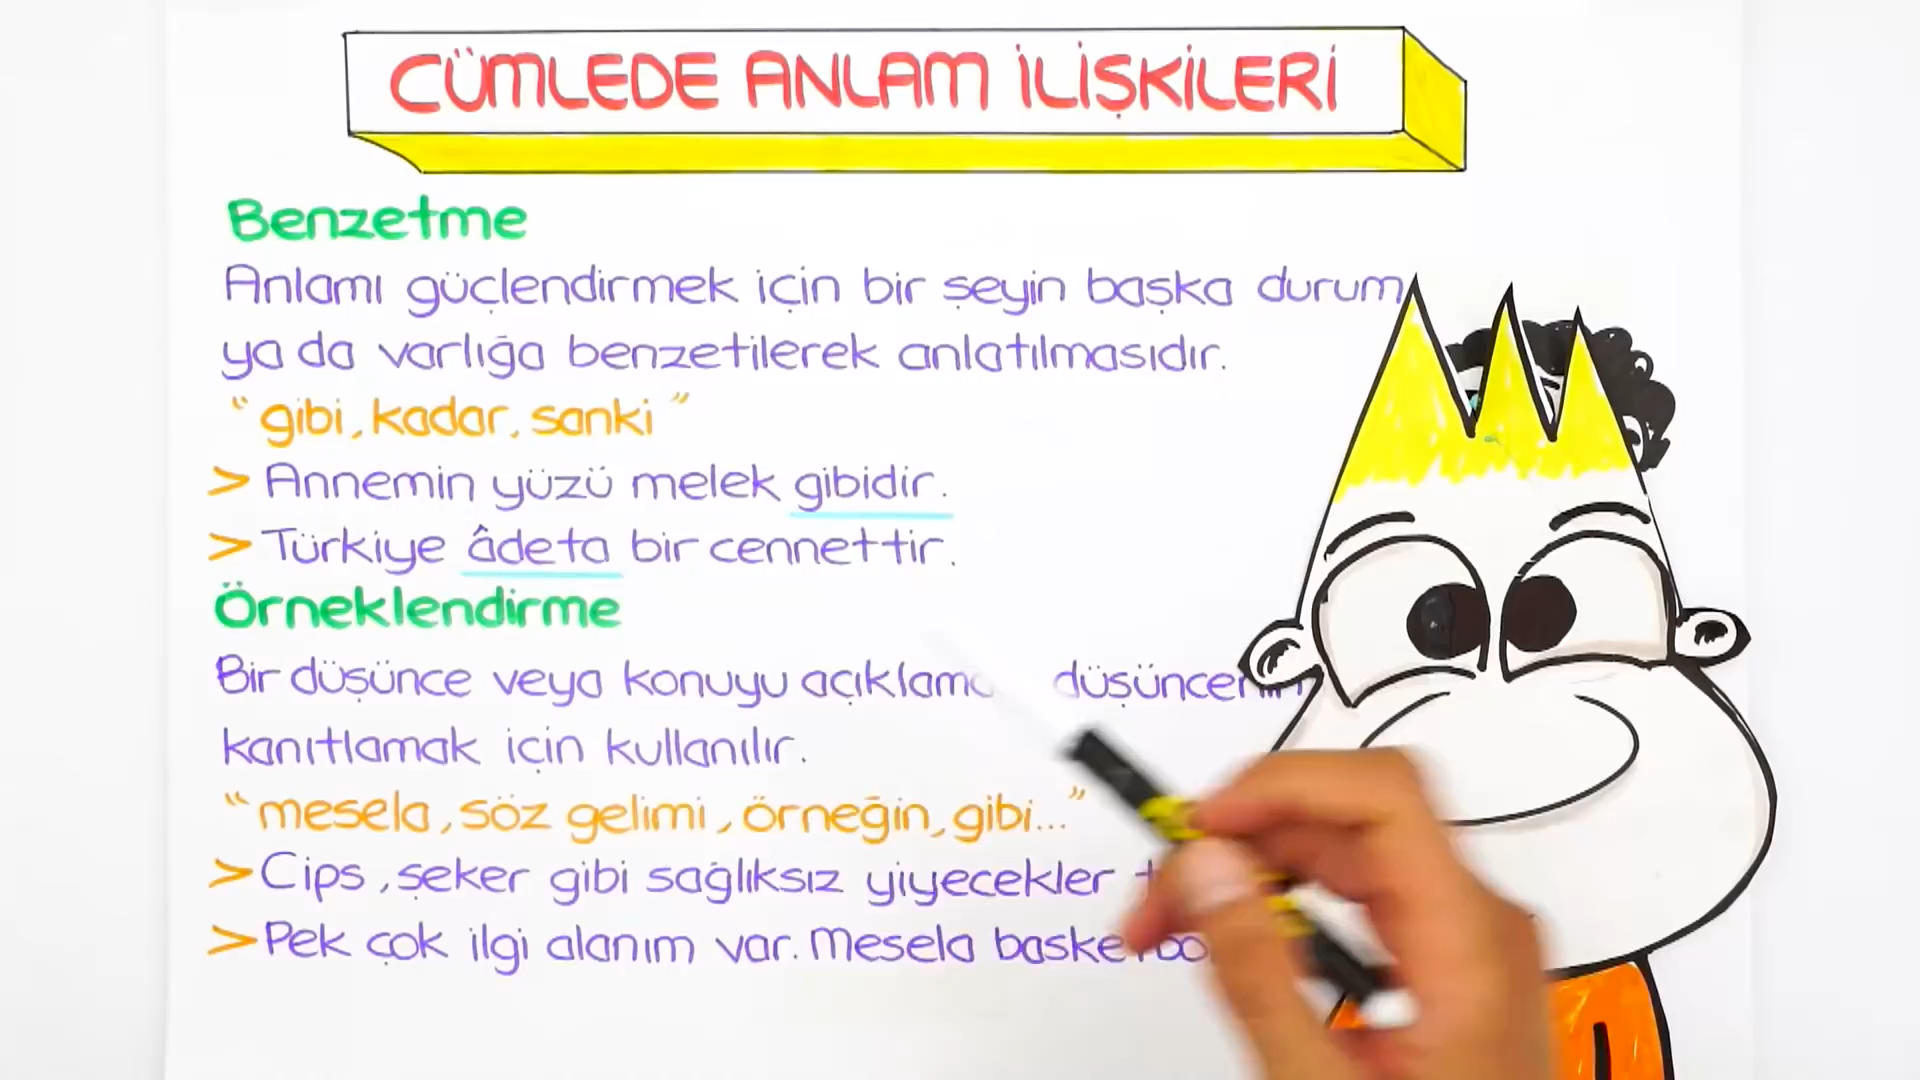 CÜMLEDE ANLAM İLİŞKİLERİ
Benzetme
Anlamı güçlendirmek için bir şeyin başka durum
ya da varlığa benzetilerek anlatılmasıdır.
“gibi, kadar, sanki”
> Annemin yüzü melek gibidir.
> Türkiye âdeta bir cennettir.
Örneklendirme
Bir düşünce veya konuyu
kanıtlamak için kullanılır.
“mesela, söz gelimi, örneğin, gibi...”
> Cips, şeker gibi sağlıksız yiyecekler
> Pek çok ilgi alanım var. Mesela